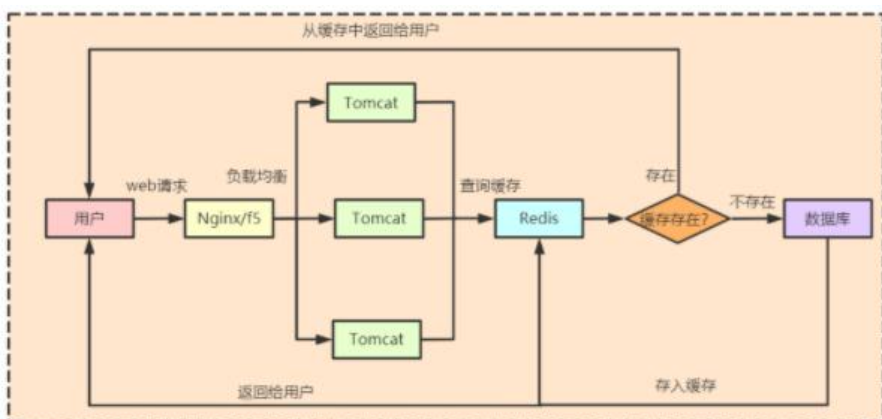 从缓存中返回给用户
Tomcat
web请求
负载均衡
查询缓存
存在
用户
Nginx/f5
Tomcat
Redis
缓存存在?
不存在
数据库
Tomcat
返回给用户
存入缓存